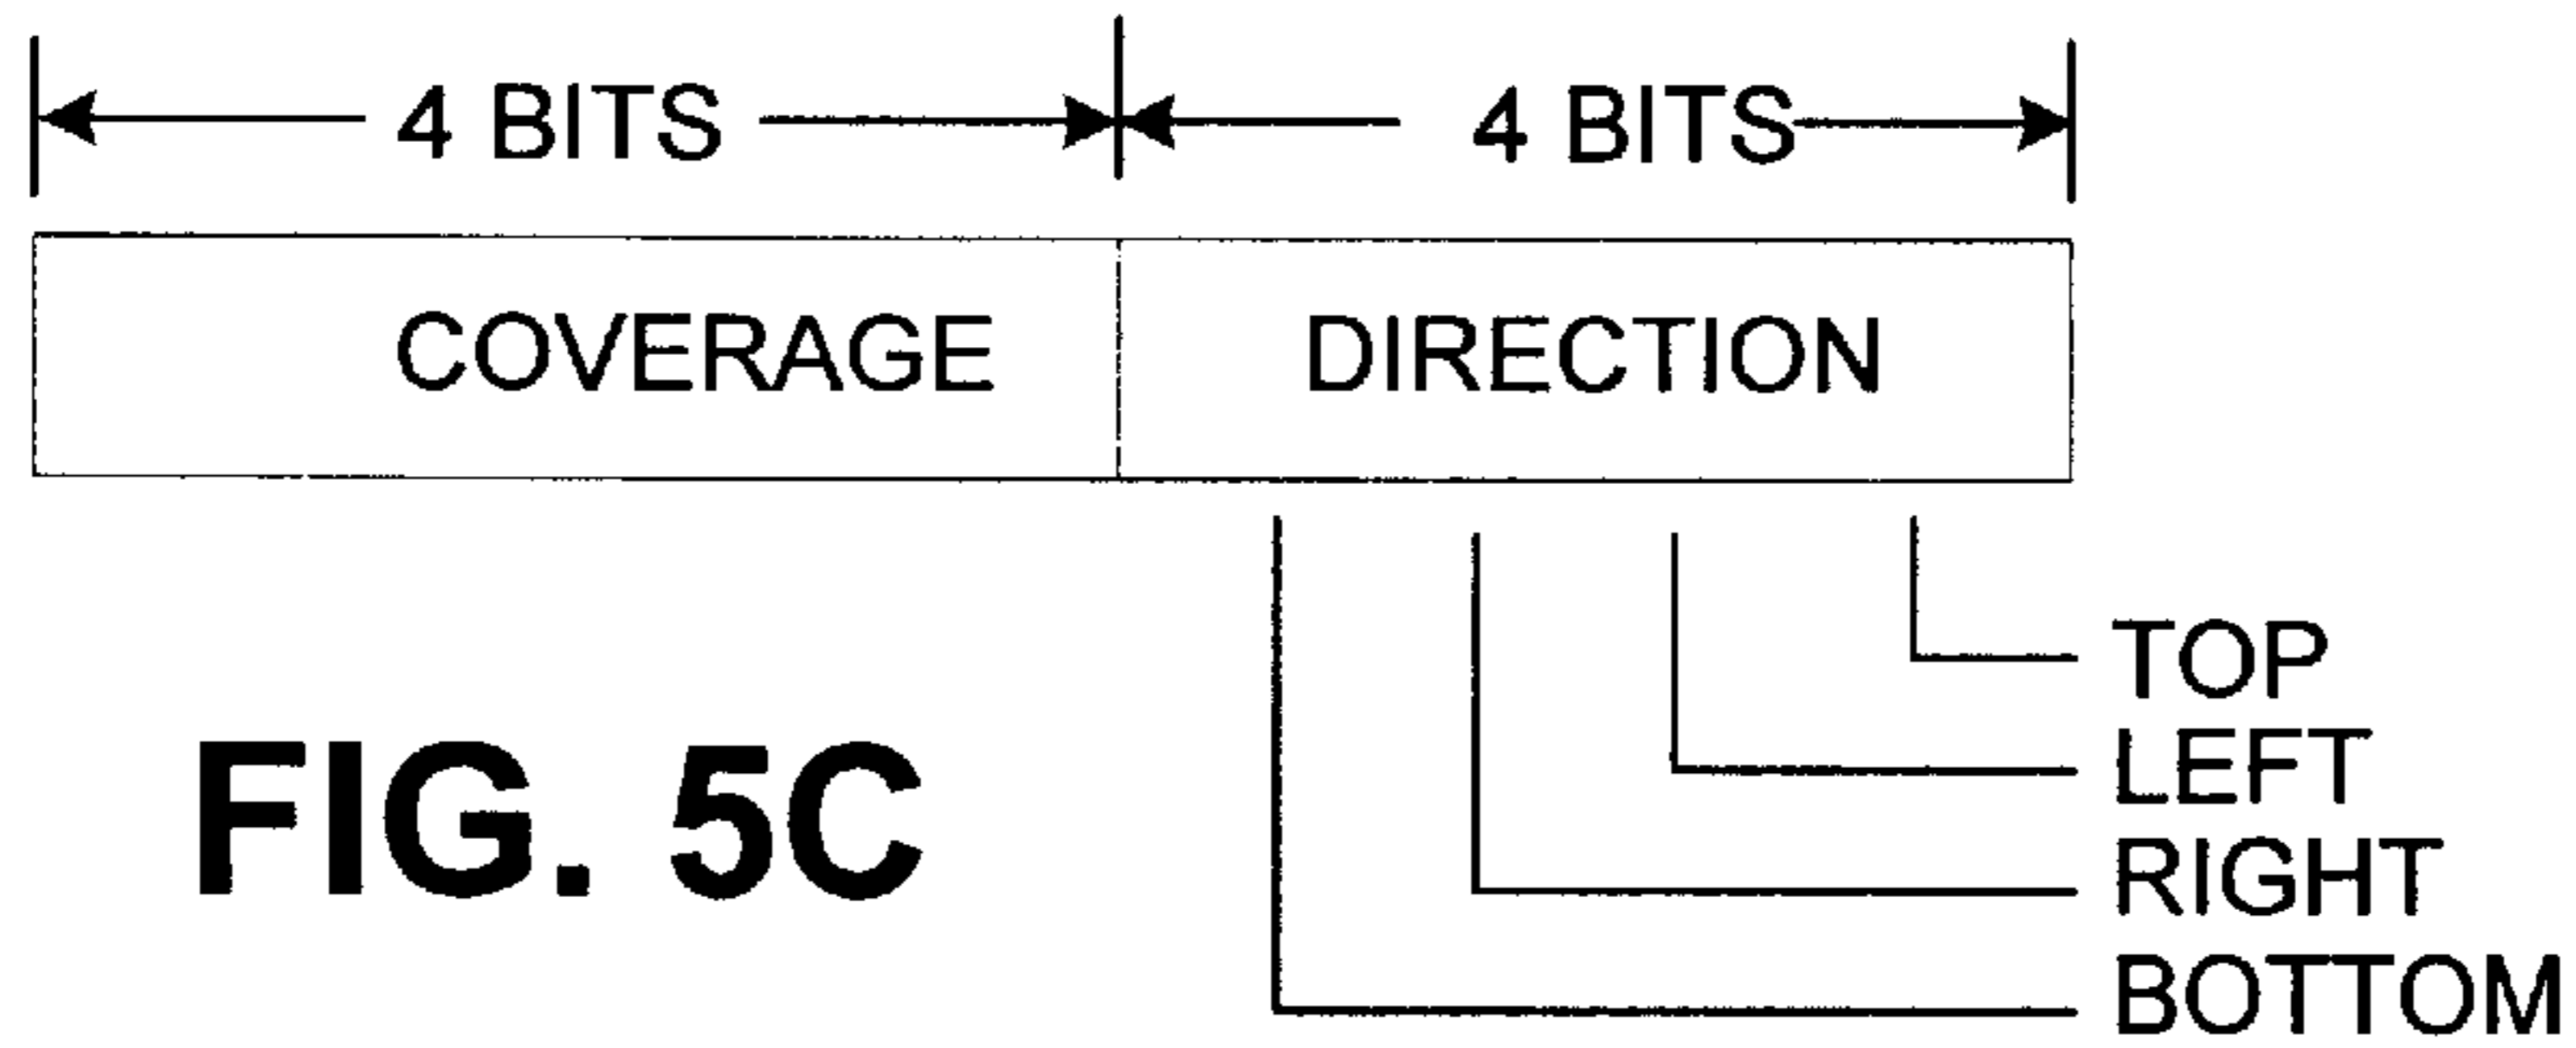 4 BITS 4 BITS
COVERAGE DIRECTION
TOP
LEFT
RIGHT
BOTTOM
FIG. 5C